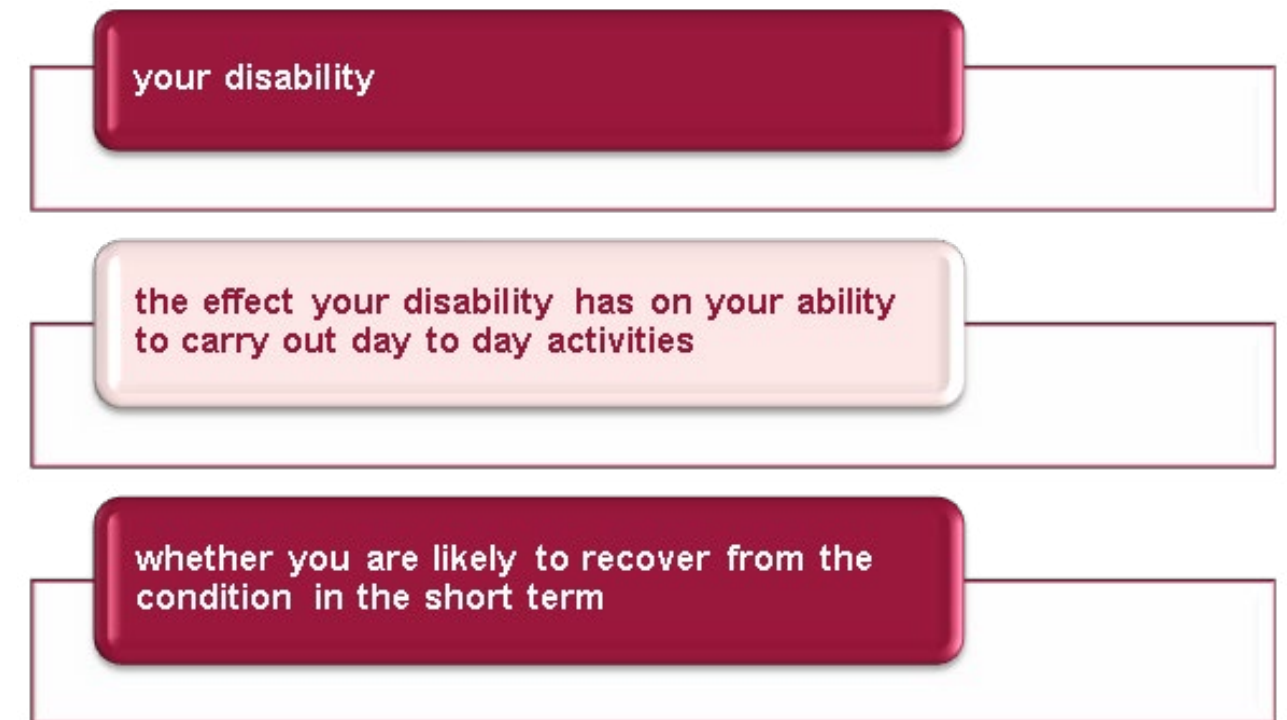 your disability
the effect your disability has on your ability
to carry out day to day activities
whether you are likely to recover from the
condition in the short term